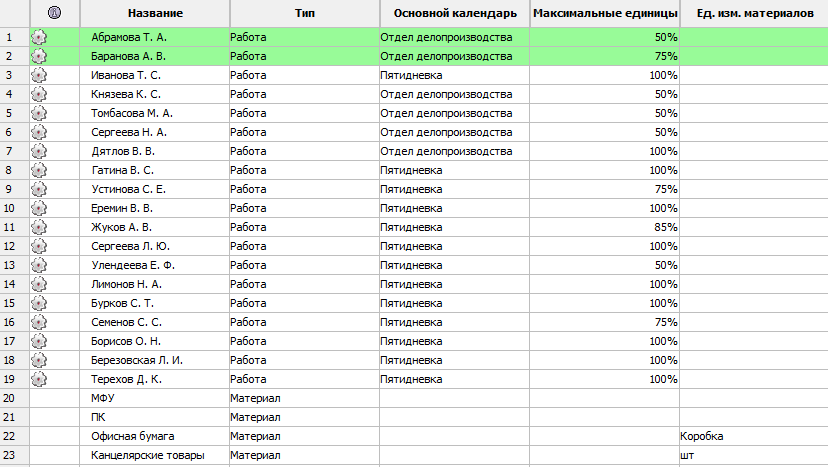 Название Тип Основной календарь Максимальные единицы Ед. изм. материалов
1 Абрамова Т. А. Работа Отдел делопроизводства 50%
2 Баранова А. В. Работа Отдел делопроизводства 75%
3 Иванова Т. С. Работа Пятидневка 100%
4 Князева К. С. Работа Отдел делопроизводства 50%
5 Томбасова М. А. Работа Отдел делопроизводства 50%
6 Сергеева Н. А. Работа Отдел делопроизводства 50%
7 Дятлов В. В. Работа Отдел делопроизводства 100%
8 Гатина В. С. Работа Пятидневка 100%
9 Устинова С. Е. Работа Пятидневка 75%
10 Еремин В. В. Работа Пятидневка 100%
11 Жуков А. В. Работа Пятидневка 85%
12 Сергеева Л. Ю. Работа Пятидневка 100%
13 Улендеева Е. Ф. Работа Пятидневка 50%
14 Лимонов Н. А. Работа Пятидневка 100%
15 Бурков С. Т. Работа Пятидневка 100%
16 Семенов С. С. Работа Пятидневка 75%
17 Борисов О. Н. Работа Пятидневка 100%
18 Березовская Л. И. Работа Пятидневка 100%
19 Терехов Д. К. Работа Пятидневка 100%
20 МФУ Материал
21 ПК Материал
22 Офисная бумага Материал Коробка
23 Канцелярские товары Материал шт